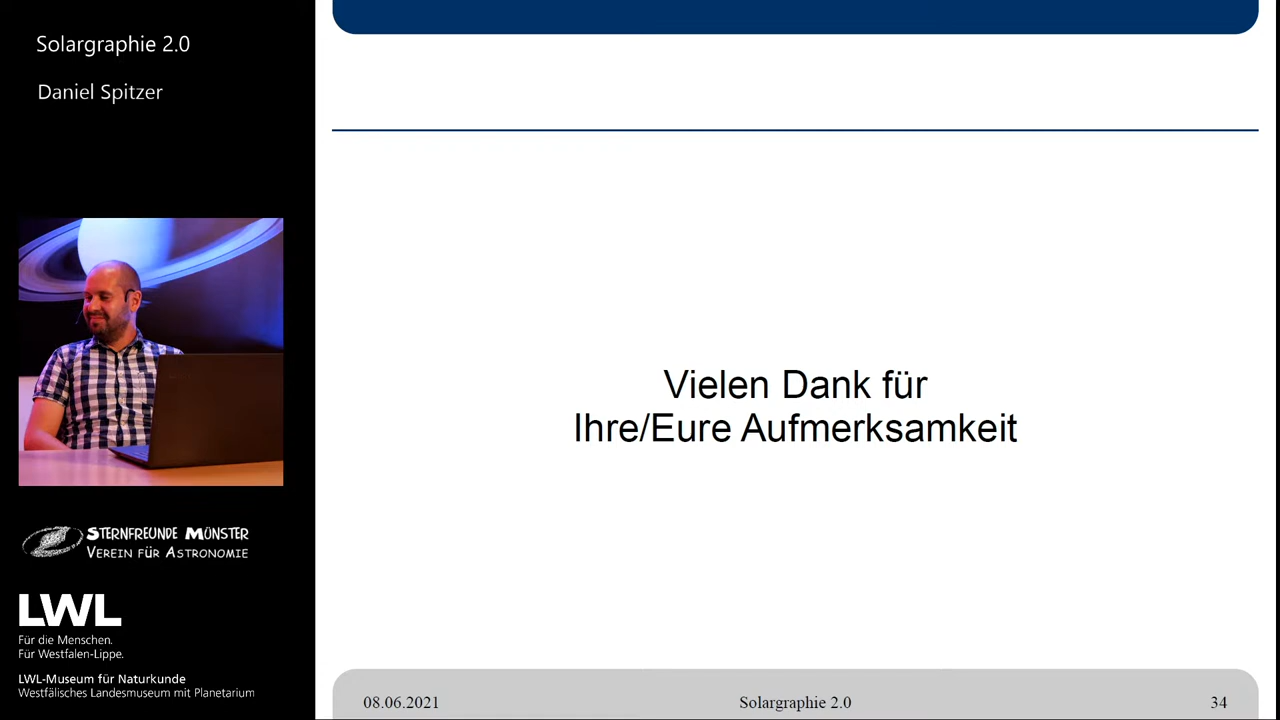 Solargraphie 2.0
Daniel Spitzer
STERNFREUNDE MÜNSTER
VEREIN FÜR ASTRONOMIE
LWL
Für die Menschen.
Für Westfalen-Lippe.
LWL-Museum für Naturkunde
Westfälisches Landesmuseum mit Planetarium
Vielen Dank für
Ihre/Eure Aufmerksamkeit
08.06.2021 Solargraphie 2.0 34